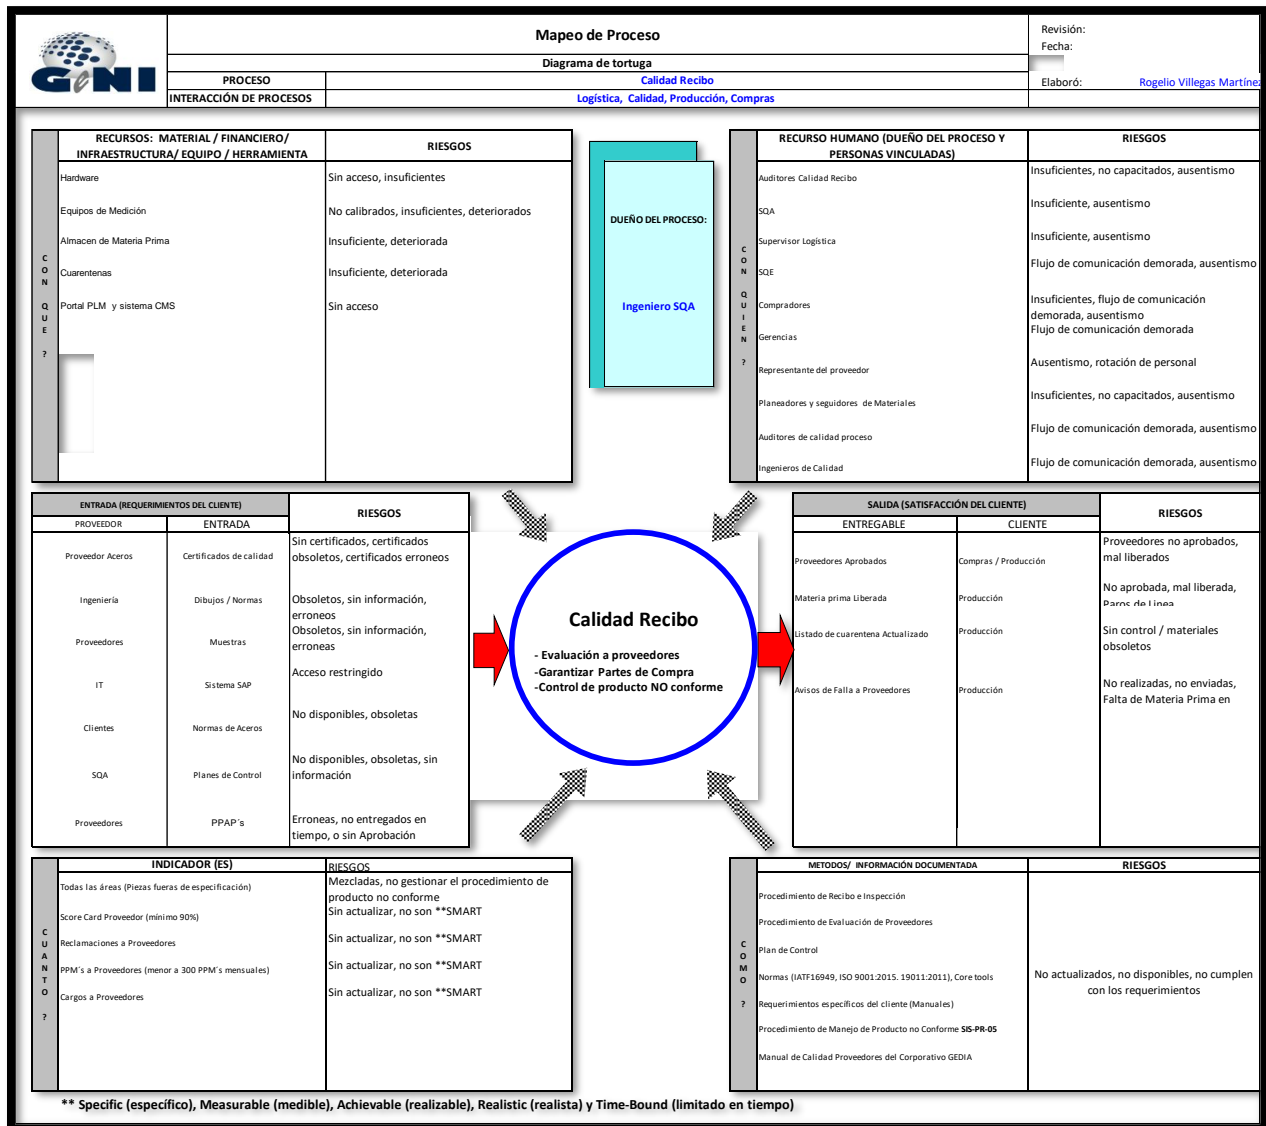 GeNI
Mapeo de Proceso
Diagrama de tortuga
Revisión:
Fecha:
PROCESO
Calidad Recibo
Elaboró: Rogelio Villegas Martínez
INTERACCIÓN DE PROCESOS
Logística, Calidad, Producción, Compras
CON QUE ?
RECURSOS: MATERIAL / FINANCIERO/
INFRAESTRUCTURA/ EQUIPO / HERRAMIENTA
RIESGOS
Hardware
Sin acceso, insuficientes
Equipos de Medición
No calibrados, insuficientes, deteriorados
Almacen de Materia Prima
Insuficiente, deteriorada
Cuarentenas
Insuficiente, deteriorada
Portal PLM y sistema CMS
Sin acceso
DUEÑO DEL PROCESO:
Ingeniero SQA
CON QUIEN ?
RECURSO HUMANO (DUEÑO DEL PROCESO Y
PERSONAS VINCULADAS)
RIESGOS
Auditores Calidad Recibo
Insuficientes, no capacitados, ausentismo
SQA
Insuficiente, ausentismo
Supervisor Logística
Insuficiente, ausentismo
SQE
Flujo de comunicación demorada, ausentismo
Compradores
Insuficientes, flujo de comunicación
demorada, ausentismo
Gerencias
Flujo de comunicación demorada
Representante del proveedor
Ausentismo, rotación de personal
Planeadores y seguidores de Materiales
Insuficientes, no capacitados, ausentismo
Auditores de calidad proceso
Flujo de comunicación demorada, ausentismo
Ingenieros de Calidad
Flujo de comunicación demorada, ausentismo
ENTRADA (REQUERIMIENTOS DEL CLIENTE)
RIESGOS
PROVEEDOR
ENTRADA
Proveedor Aceros
Certificados de calidad
Sin certificados, certificados
obsoletos, certificados erroneos
Ingeniería
Dibujos / Normas
Obsoletos, sin información,
erroneos
Proveedores
Muestras
Obsoletos, sin información,
erroneas
IT
Sistema SAP
Acceso restringido
Clientes
Normas de Aceros
No disponibles, obsoletas
SQA
Planes de Control
No disponibles, obsoletas, sin
información
Proveedores
PPAP´s
Erroneas, no entregados en
tiempo, o sin Aprobación
Calidad Recibo
- Evaluación a proveedores
-Garantizar Partes de Compra
-Control de producto NO conforme
SALIDA (SATISFACCIÓN DEL CLIENTE)
RIESGOS
ENTREGABLE
CLIENTE
Proveedores Aprobados
Compras / Producción
Proveedores no aprobados,
mal liberados
Materia prima Liberada
Producción
No aprobada, mal liberada,
Paros de Linea
Listado de cuarentena Actualizado
Producción
Sin control / materiales
obsoletos
Avisos de Falla a Proveedores
Producción
No realizadas, no enviadas,
Falta de Materia Prima en
CUANTO ?
INDICADOR (ES)
RIESGOS
Todas las áreas (Piezas fueras de especificación)
Mezcladas, no gestionar el procedimiento de
producto no conforme
Score Card Proveedor (mínimo 90%)
Sin actualizar, no son **SMART
Reclamaciones a Proveedores
Sin actualizar, no son **SMART
PPM´s a Proveedores (menor a 300 PPM´s mensuales)
Sin actualizar, no son **SMART
Cargos a Proveedores
Sin actualizar, no son **SMART
COMO ?
METODOS/ INFORMACIÓN DOCUMENTADA
RIESGOS
Procedimiento de Recibo e Inspección
Procedimiento de Evaluación de Proveedores
Plan de Control
Normas (IATF16949, ISO 9001:2015. 19011:2011), Core tools
Requerimientos específicos del cliente (Manuales)
Procedimiento de Manejo de Producto no Conforme SIS-PR-05
Manual de Calidad Proveedores del Corporativo GEDIA
No actualizados, no disponibles, no cumplen
con los requerimientos
** Specific (específico), Measurable (medible), Achievable (realizable), Realistic (realista) y Time-Bound (limitado en tiempo)